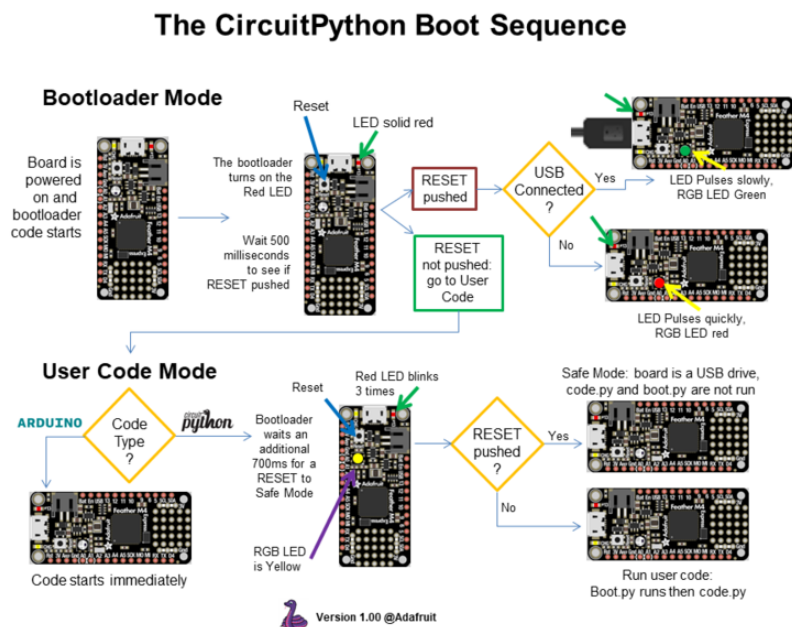 The CircuitPython Boot Sequence
Bootloader Mode
Board is
powered
on and
bootloader
code starts
The bootloader
turns on the
Red LED
Wait 500
milliseconds
to see if
RESET pushed
Reset
LED solid red
RESET
pushed
RESET
not pushed:
go to User
Code
USB
Connected
?
Yes
No
LED Pulses slowly,
RGB LED Green
LED Pulses quickly,
RGB LED red
User Code Mode
ARDUINO
Code
Type
?
circuit
python
Code starts immediately
Bootloader
waits an
additional
700ms for a
RESET to
Safe Mode
Reset
Red LED blinks
3 times
RGB LED
is Yellow
RESET
pushed
?
Yes
No
Safe Mode: board is a USB drive,
code.py and boot.py are not run
Run user code:
Boot.py runs then code.py
Feather M4
Express
Adafruit
Version 1.00 @Adafruit